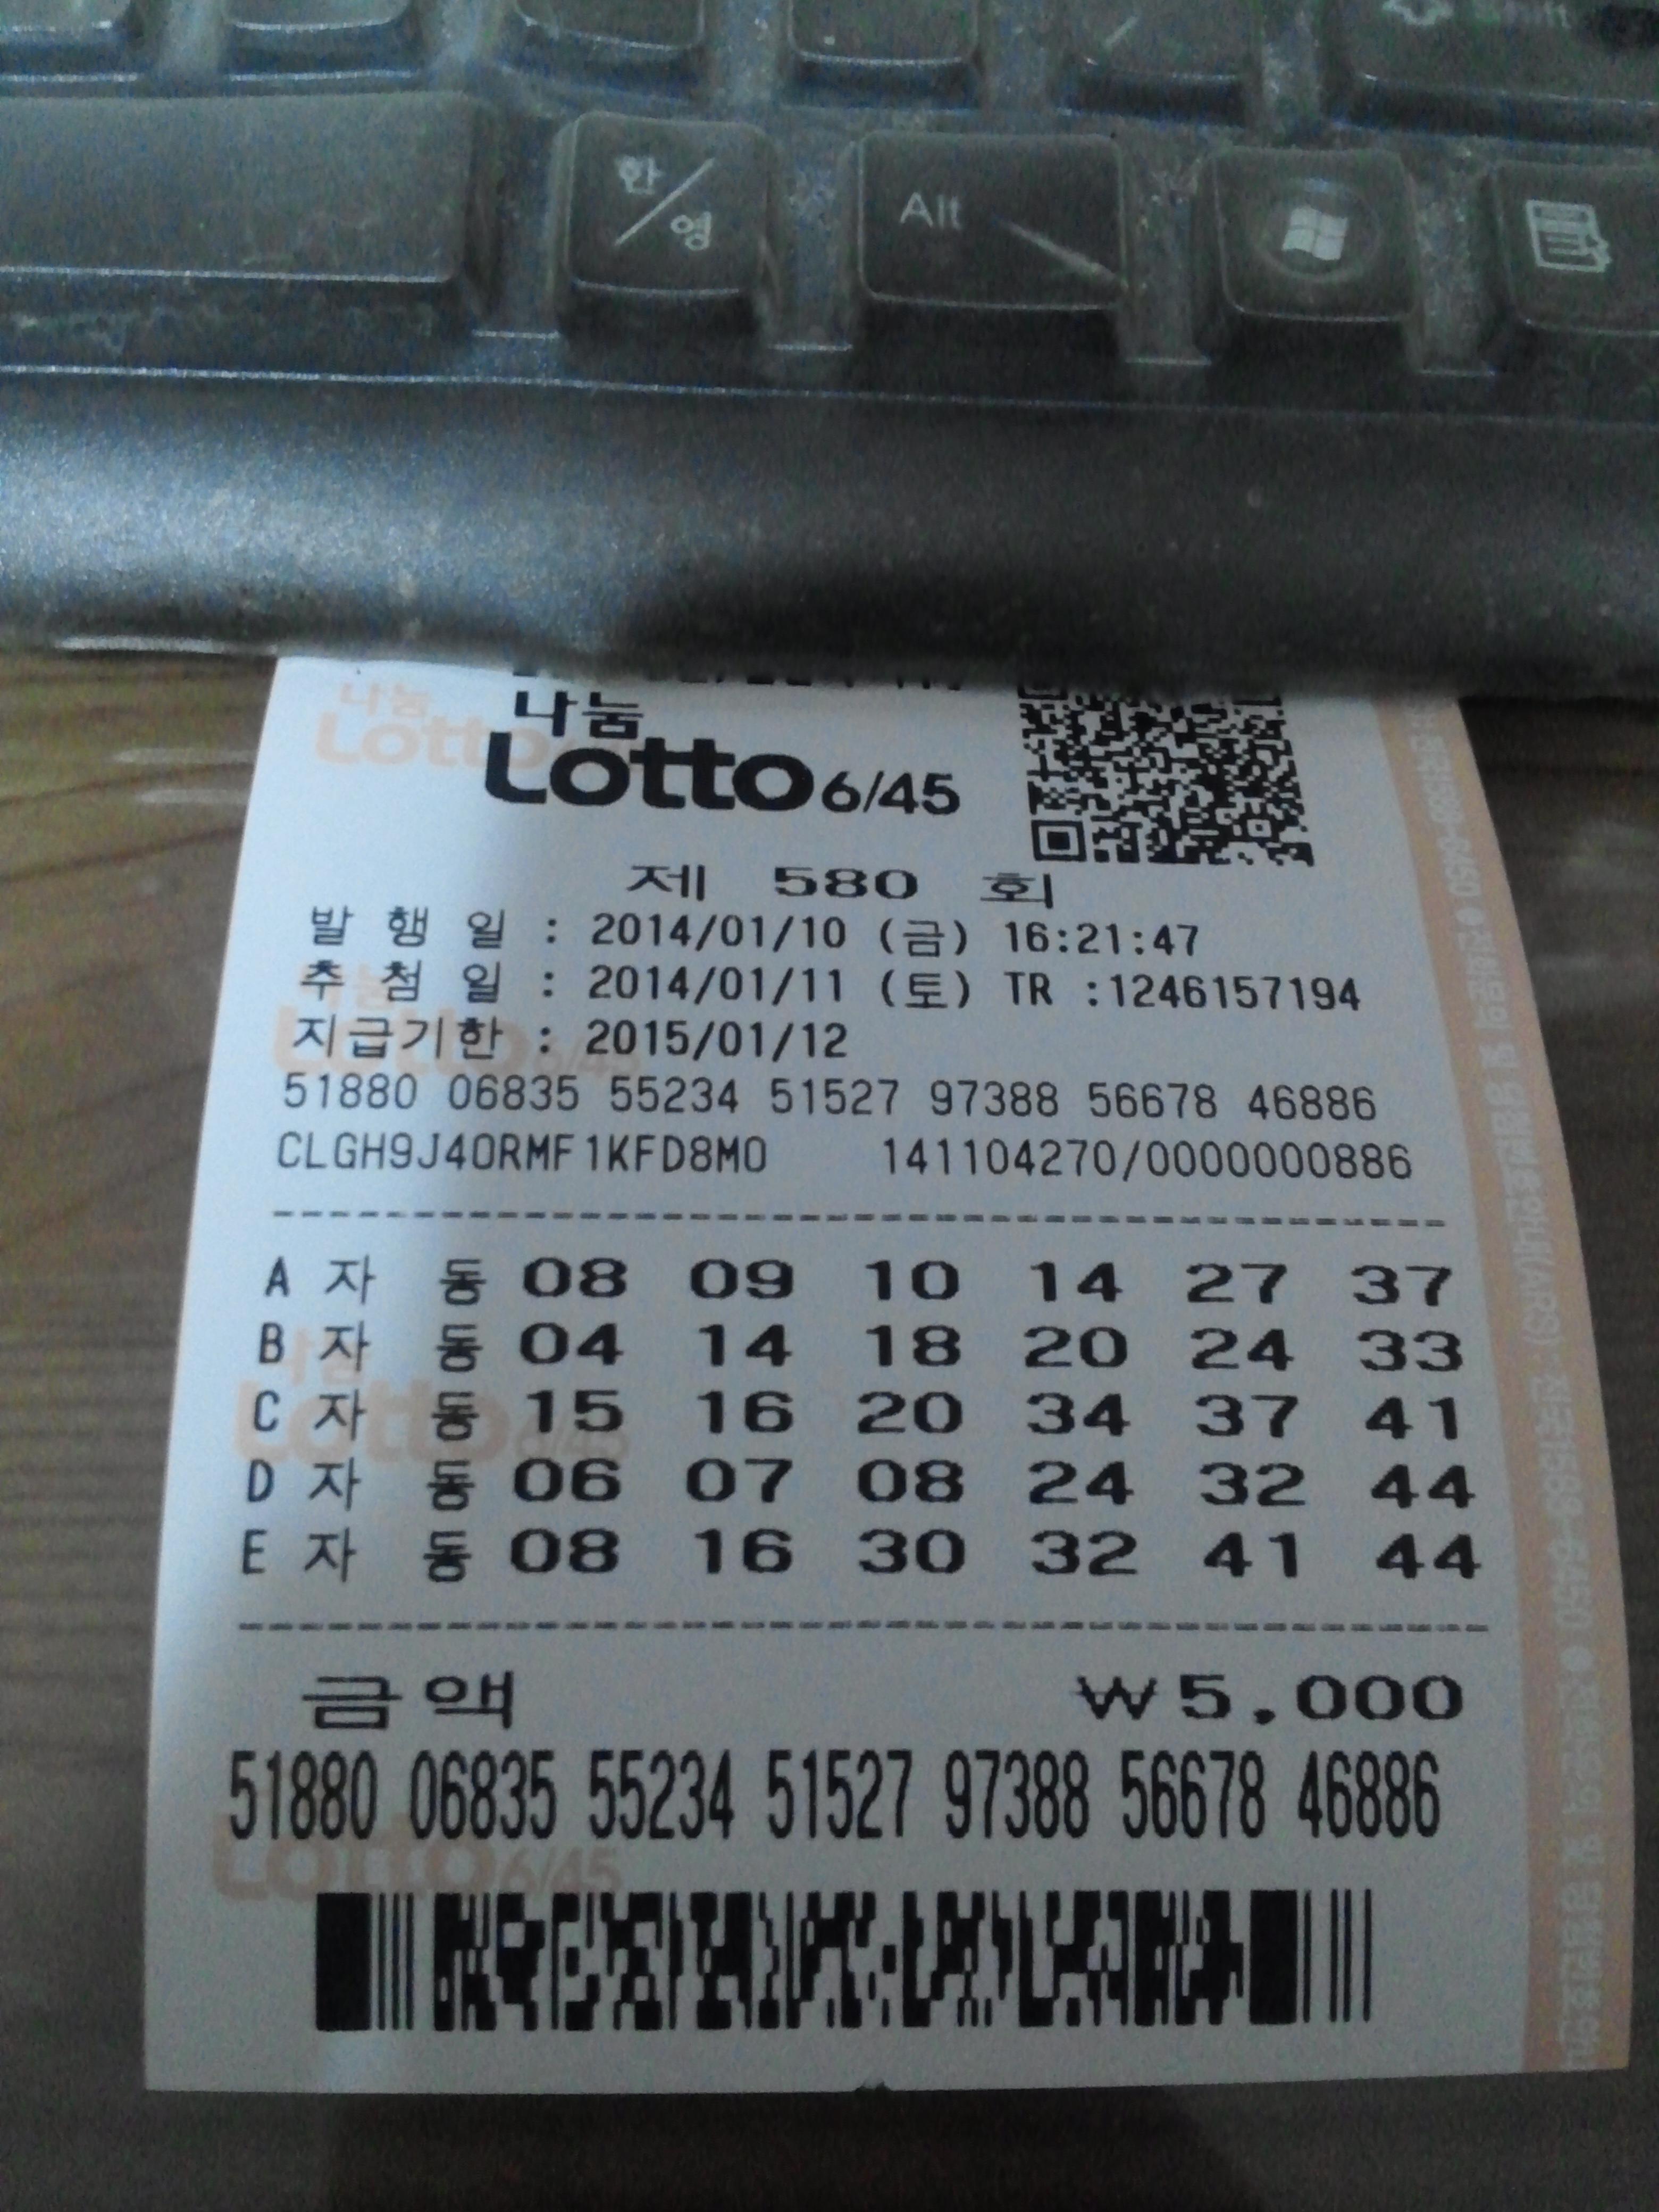 Shift
한/영
Alt
나눔
Lotto 6/45
제 580 회
발 행 일 : 2014/01/10 (금) 16:21:47
추 첨 일 : 2014/01/11 (토) TR :1246157194
지급기한 : 2015/01/12
51880 06835 55234 51527 97388 56678 46886
CLGH9J40RMF1KFD8M0 141104270/0000000886
A 자 동 08 09 10 14 27 37
B 자 동 04 14 18 20 24 33
C 자 동 15 16 20 34 37 41
D 자 동 06 07 08 24 32 44
E 자 동 08 16 30 32 41 44
금액 ₩5,000
51880 06835 55234 51527 97388 56678 46886